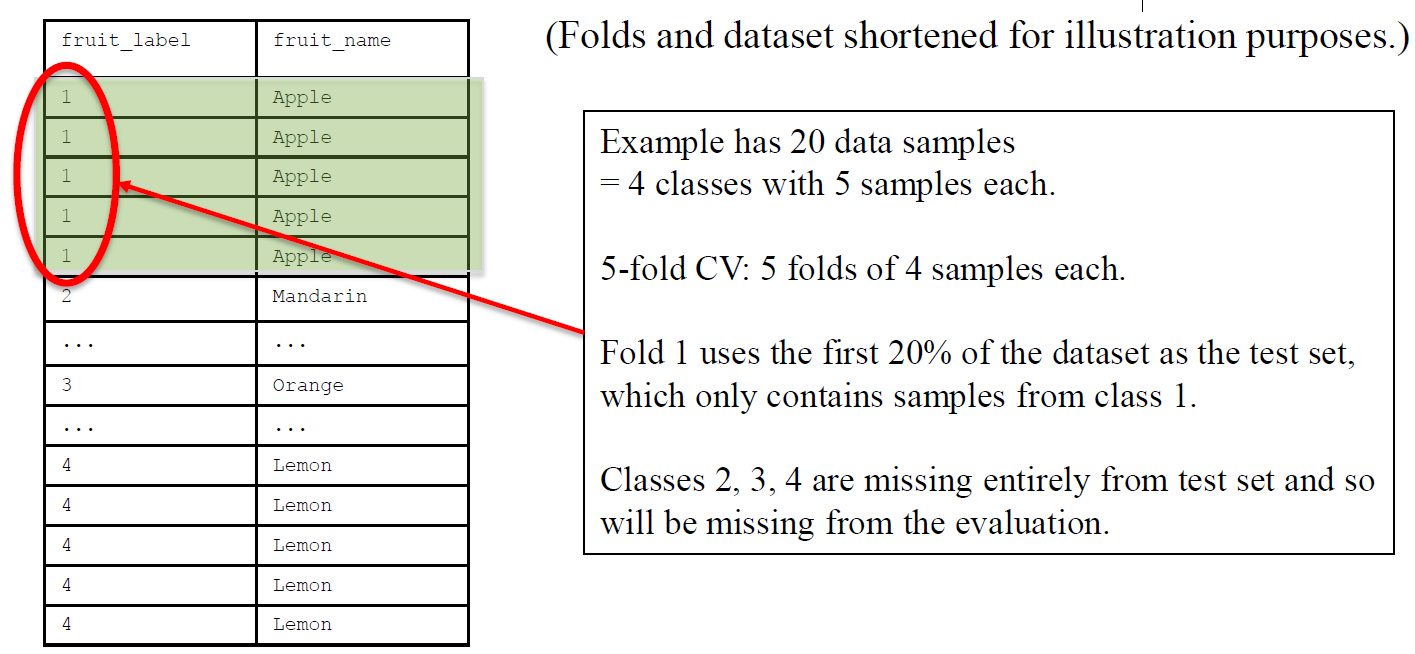 (Folds and dataset shortened for illustration purposes.)
fruit_label fruit_name
1 Apple
1 Apple
1 Apple
1 Apple
1 Apple
2 Mandarin
... ...
3 Orange
... ...
4 Lemon
4 Lemon
4 Lemon
4 Lemon
4 Lemon
Example has 20 data samples
= 4 classes with 5 samples each.
5-fold CV: 5 folds of 4 samples each.
Fold 1 uses the first 20% of the dataset as the test set,
which only contains samples from class 1.
Classes 2, 3, 4 are missing entirely from test set and so
will be missing from the evaluation.